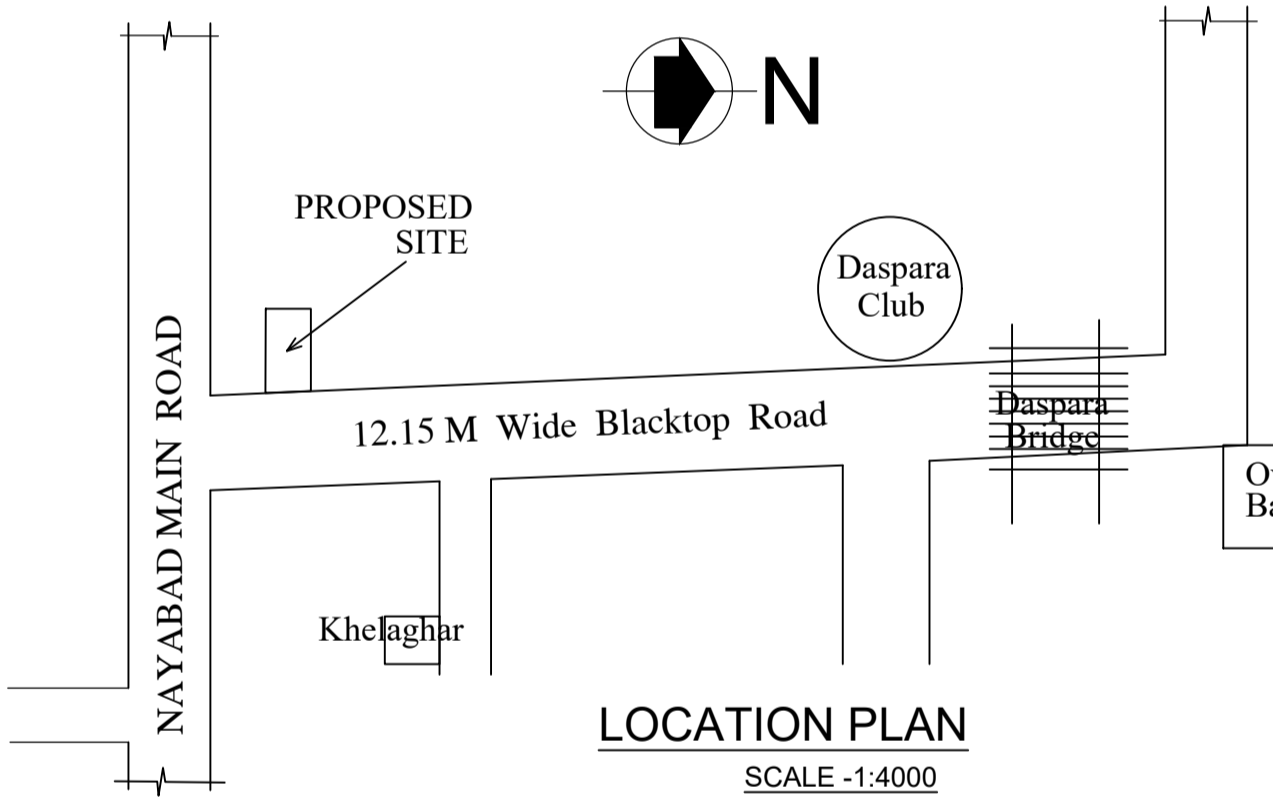 N
PROPOSED
SITE
Daspara
Club
NAYABAD MAIN ROAD
12.15 M Wide Blacktop Road
Daspara
Bridge
Khelaghar
LOCATION PLAN
SCALE -1:4000